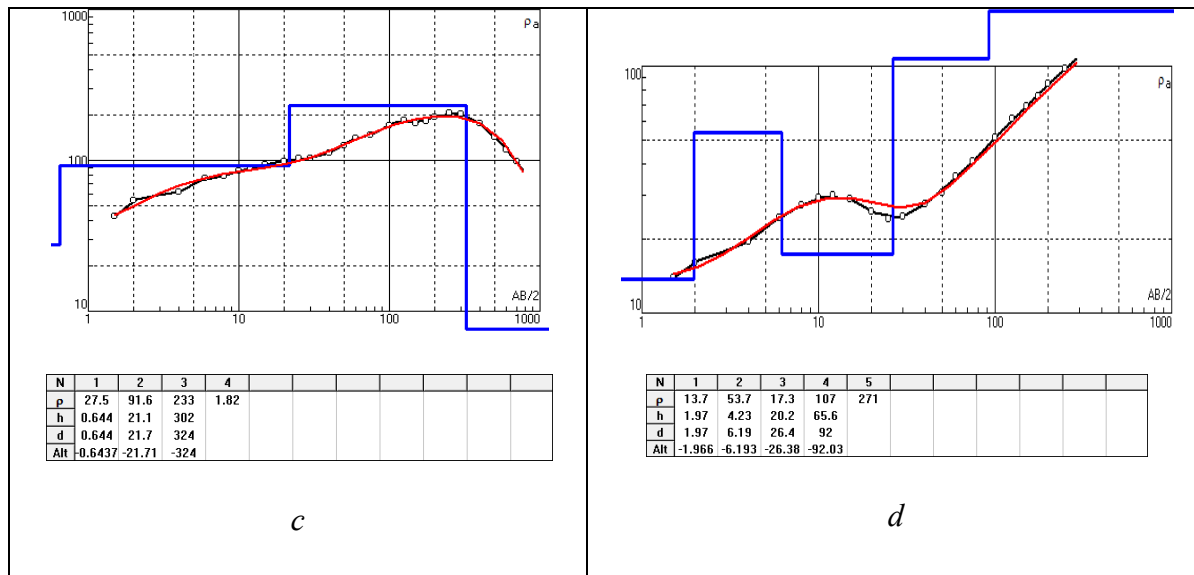 1000
ρa
100
10
AB/2
1
10
100
1000
N 1 2 3 4
ρ 27.5 91.6 233 1.82
h 0.644 21.1 302
d 0.644 21.7 324
Alt -0.6437 -21.71 -324
c
100
ρa
10
AB/2
1
10
100
1000
N 1 2 3 4 5
ρ 13.7 53.7 17.3 107 271
h 1.97 4.23 20.2 65.6
d 1.97 6.19 26.4 92
Alt -1.966 -6.193 -26.38 -92.03
d